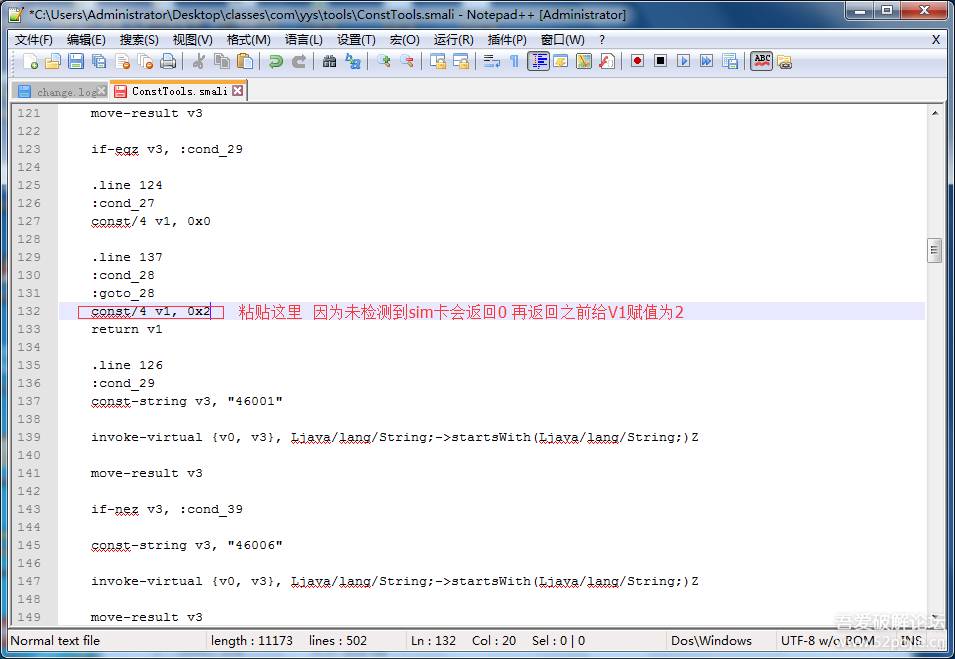 *C:\Users\Administrator\Desktop\classes\com\yys\tools\ConstTools.smali - Notepad++ [Administrator]
文件(F) 编辑(E) 搜索(S) 视图(V) 格式(M) 语言(L) 设置(T) 宏(O) 运行(R) 插件(P) 窗口(W) ? X
ABC
change.log ConstTools.smali
121 move-result v3
122
123 if-eqz v3, :cond_29
124
125 .line 124
126 :cond_27
127 const/4 v1, 0x0
128
129 .line 137
130 :cond_28
131 :goto_28
132 const/4 v1, 0x2 粘贴这里 因为未检测到sim卡会返回0 再返回之前给V1赋值为2
133 return v1
134
135 .line 126
136 :cond_29
137 const-string v3, "46001"
138
139 invoke-virtual {v0, v3}, Ljava/lang/String;->startsWith(Ljava/lang/String;)Z
140
141 move-result v3
142
143 if-nez v3, :cond_39
144
145 const-string v3, "46006"
146
147 invoke-virtual {v0, v3}, Ljava/lang/String;->startsWith(Ljava/lang/String;)Z
148
149 move-result v3
吾爱破解论坛
Normal text file length : 11173 lines : 502 Ln : 132 Col : 20 Sel : 0 | 0 Dos\Windows UTF-8 w/o BOM INS